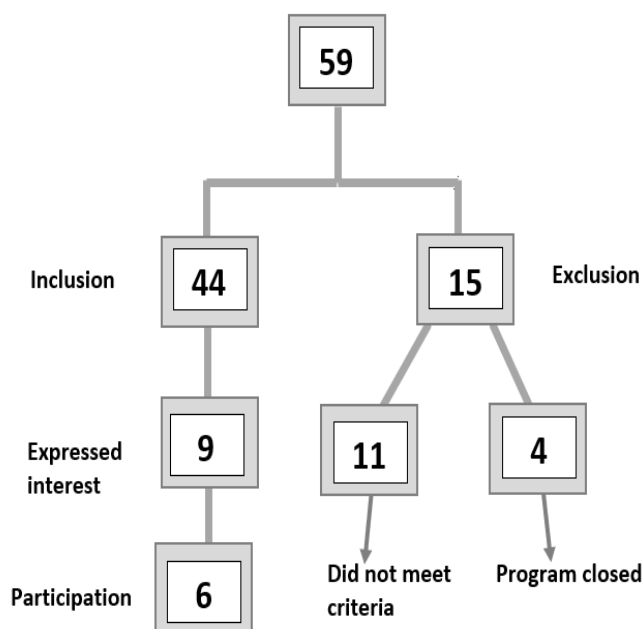 59
Inclusion
44
15
Exclusion
Expressed
interest
9
11
4
Participation
6
Did not meet
criteria
Program closed